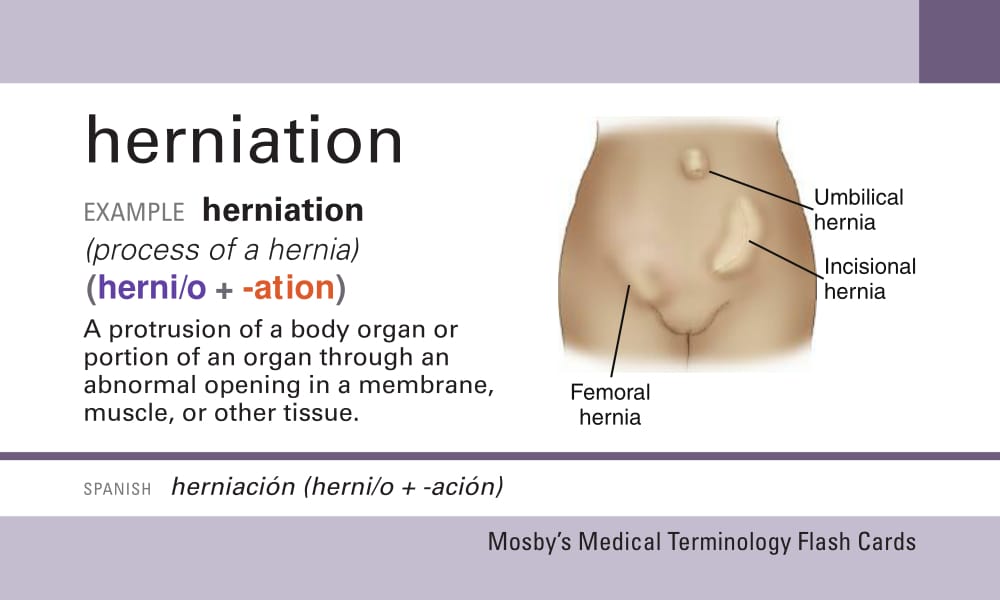 herniation
EXAMPLE herniation
(process of a hernia)
(herni/o + -ation)
A protrusion of a body organ or
portion of an organ through an
abnormal opening in a membrane,
muscle, or other tissue.
Umbilical
hernia
Incisional
hernia
Femoral
hernia
SPANISH herniación (herni/o + -ación)
Mosby’s Medical Terminology Flash Cards